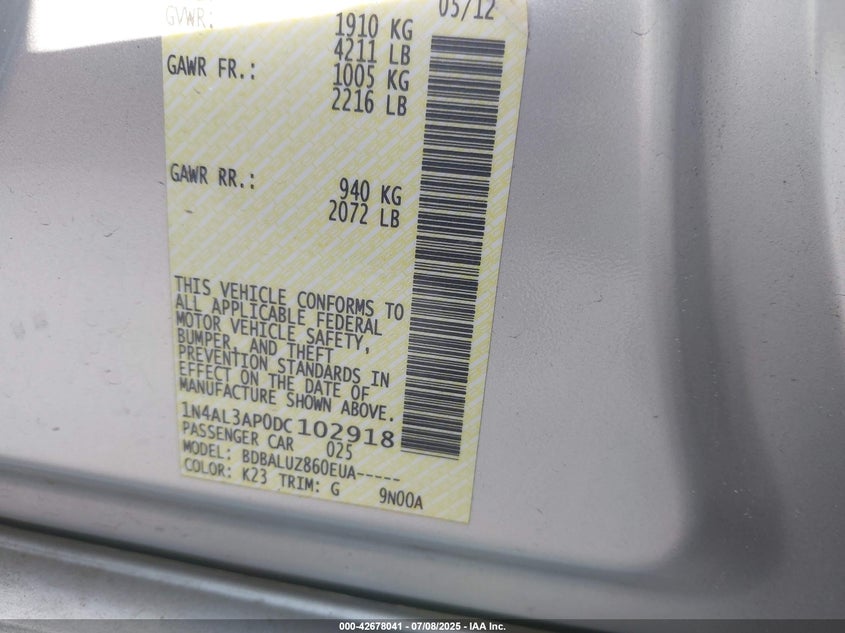 05/12
GVWR: 1910 KG
4211 LB
GAWR FR.: 1005 KG
2216 LB
GAWR RR.: 940 KG
2072 LB
THIS VEHICLE CONFORMS TO
ALL APPLICABLE FEDERAL
MOTOR VEHICLE SAFETY,
BUMPER, AND THEFT
PREVENTION STANDARDS IN
EFFECT ON THE DATE OF
MANUFACTURE SHOWN ABOVE.
1N4AL3AP0DC102918
PASSENGER CAR 025
MODEL: BDBALUZ860EUA-----
COLOR: K23 TRIM: G 9N00A
000-42678041 / 07/08/2025 - IAA Inc.